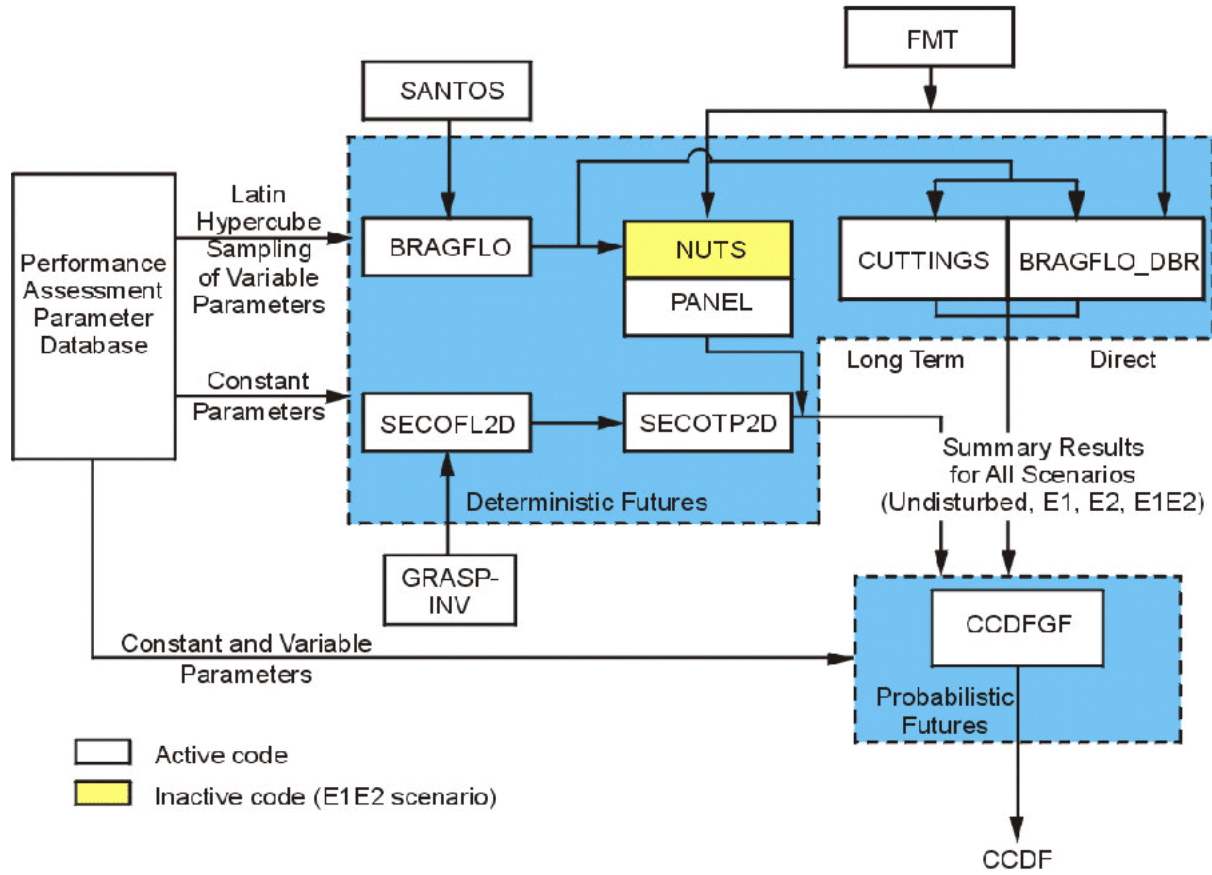 FMT
SANTOS
Performance
Assessment
Parameter
Database
Latin
Hypercube
Sampling
of Variable
Parameters
Constant
Parameters
BRAGFLO
NUTS
PANEL
CUTTINGS
BRAGFLO_DBR
Long Term
Direct
SECOFL2D
SECOTP2D
Deterministic Futures
Summary Results
for All Scenarios
(Undisturbed, E1, E2, E1E2)
GRASP-
INV
Constant and Variable
Parameters
CCDFGF
Probabilistic
Futures
Active code
Inactive code (E1E2 scenario)
CCDF